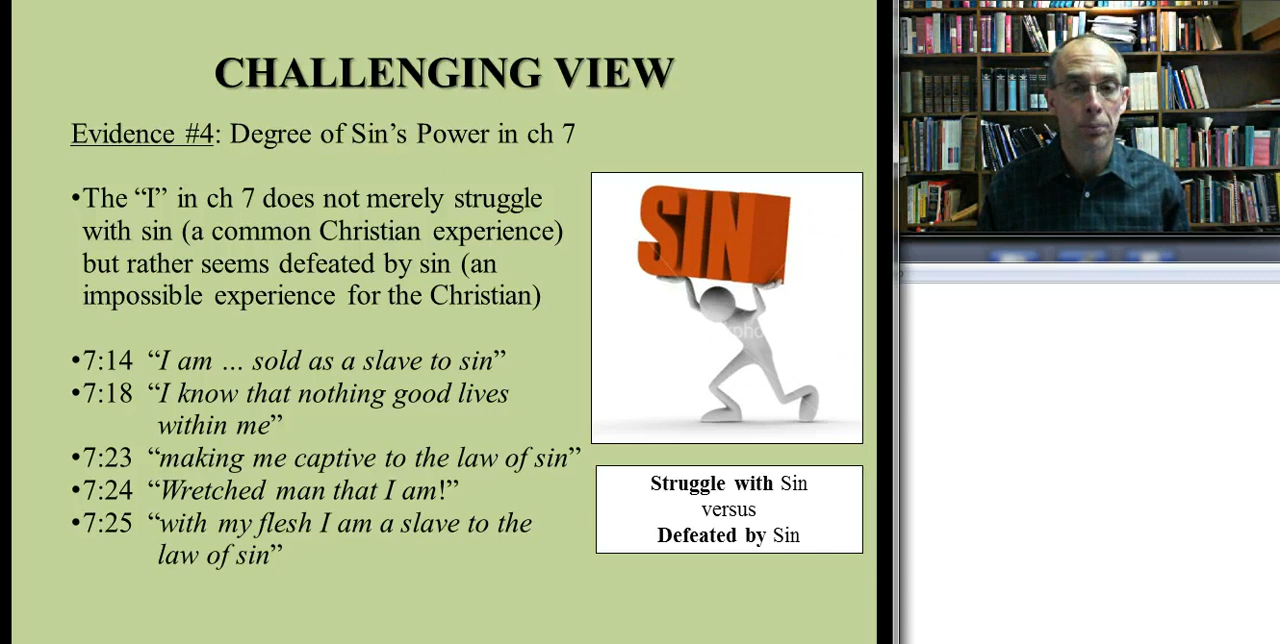 CHALLENGING VIEW
Evidence #4: Degree of Sin’s Power in ch 7
•The “I” in ch 7 does not merely struggle
with sin (a common Christian experience)
but rather seems defeated by sin (an
impossible experience for the Christian)
•7:14 “I am ... sold as a slave to sin”
•7:18 “I know that nothing good lives
within me”
•7:23 “making me captive to the law of sin”
•7:24 “Wretched man that I am!”
•7:25 “with my flesh I am a slave to the
law of sin”
SIN
Struggle with Sin
versus
Defeated by Sin